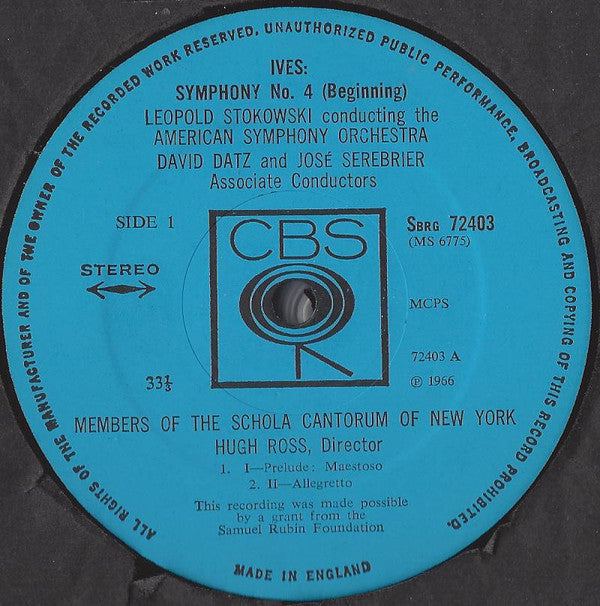 ALL RIGHTS OF THE MANUFACTURER AND OF THE OWNER OF THE RECORDED WORK RESERVED. UNAUTHORIZED PUBLIC PERFORMANCE, BROADCASTING AND COPYING OF THIS RECORD PROHIBITED.
IVES:
SYMPHONY No. 4 (Beginning)
LEOPOLD STOKOWSKI conducting the
AMERICAN SYMPHONY ORCHESTRA
DAVID DATZ and JOSÉ SEREBRIER
Associate Conductors
SIDE 1
CBS
SBRG 72403
(MS 6775)
STEREO
MCPS
72403 A
33⅓
℗ 1966
MEMBERS OF THE SCHOLA CANTORUM OF NEW YORK
HUGH ROSS, Director
1. I—Prelude: Maestoso
2. II—Allegretto
This recording was made possible
by a grant from the
Samuel Rubin Foundation
MADE IN ENGLAND